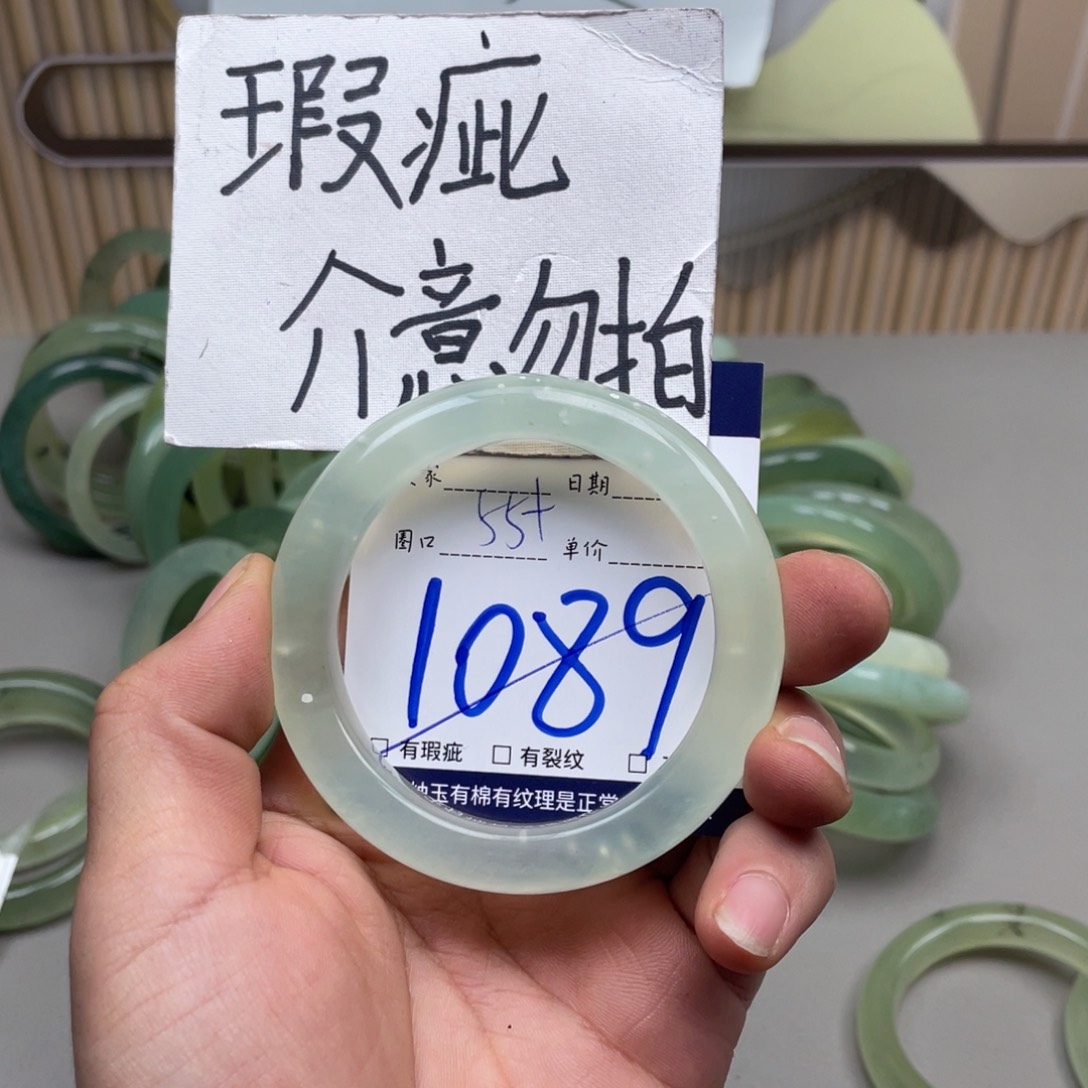 瑕疵
介意勿拍
家 日期
55+
圈口 单价
1089
有瑕疵 有裂纹
玉有棉有纹理是正常